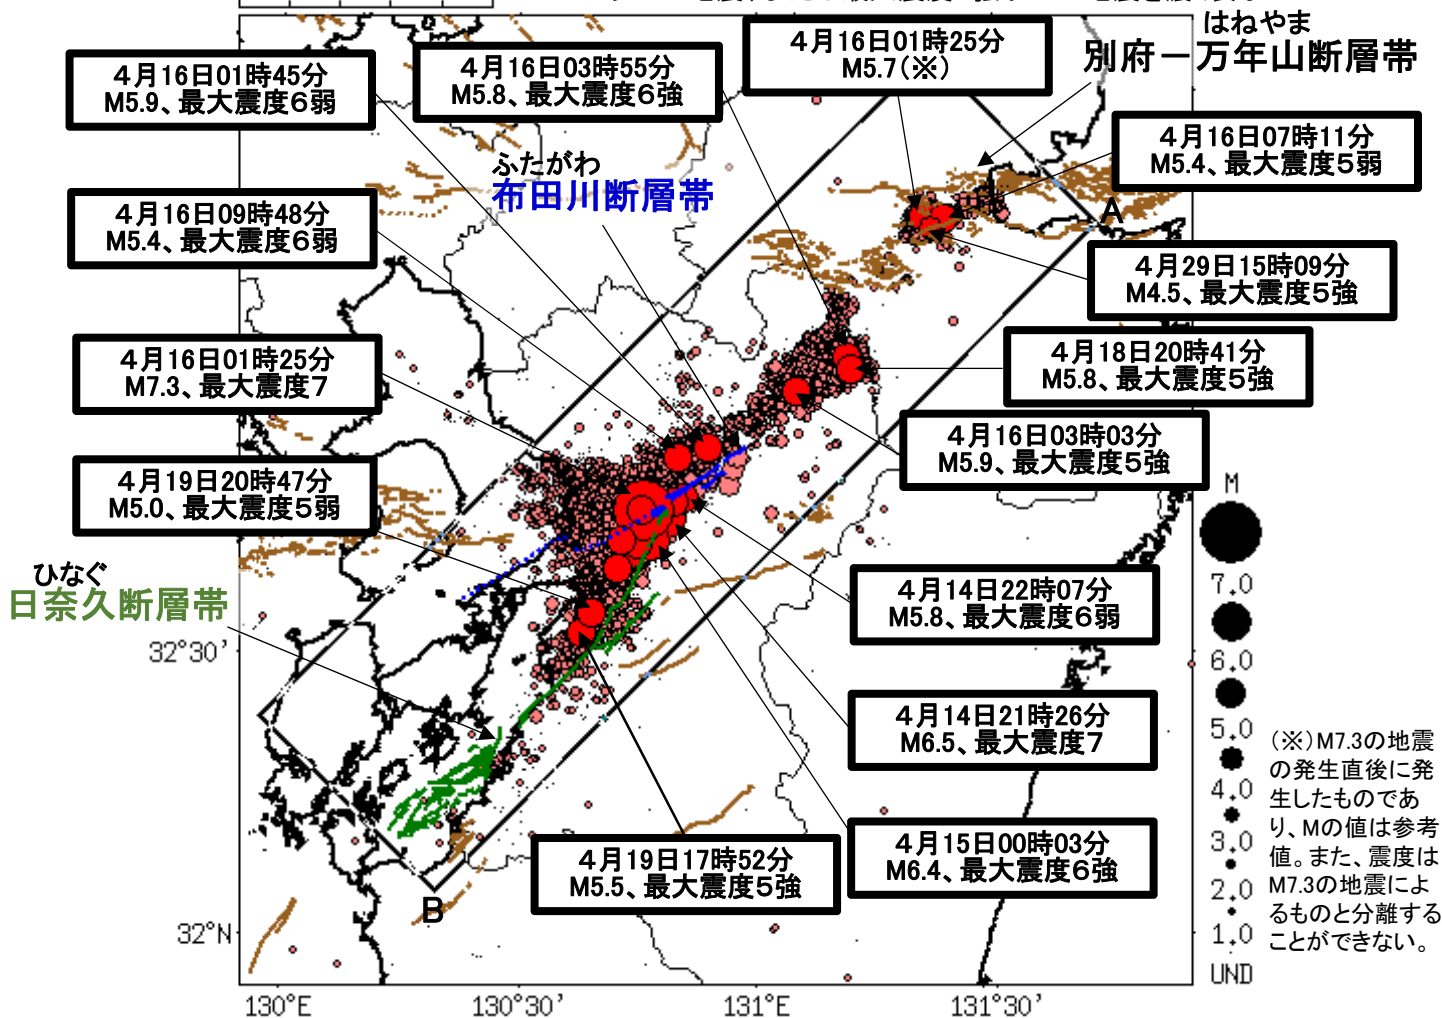 はねやま
別府－万年山断層帯
４月16日01時25分
M5.7(※)
４月16日01時45分
M5.9、最大震度６弱
４月16日03時55分
M5.8、最大震度６強
４月16日07時11分
M5.4、最大震度５弱
ふたがわ
布田川断層帯
A
４月16日09時48分
M5.4、最大震度６弱
４月29日15時09分
M4.5、最大震度５強
４月16日01時25分
M7.3、最大震度７
４月18日20時41分
M5.8、最大震度５強
４月16日03時03分
M5.9、最大震度５強
４月19日20時47分
M5.0、最大震度５弱
ひなぐ
日奈久断層帯
４月14日22時07分
M5.8、最大震度６弱
４月14日21時26分
M6.5、最大震度７
４月15日00時03分
M6.4、最大震度６強
４月19日17時52分
M5.5、最大震度５強
B
M
7.0
6.0
5.0
4.0
3.0
2.0
1.0
UND
(※)M7.3の地震
の発生直後に発
生したものであ
り、Mの値は参考
値。また、震度は
M7.3の地震によ
るものと分離する
ことができない。
32°30'
32°N
130°E
130°30'
131°E
131°30'